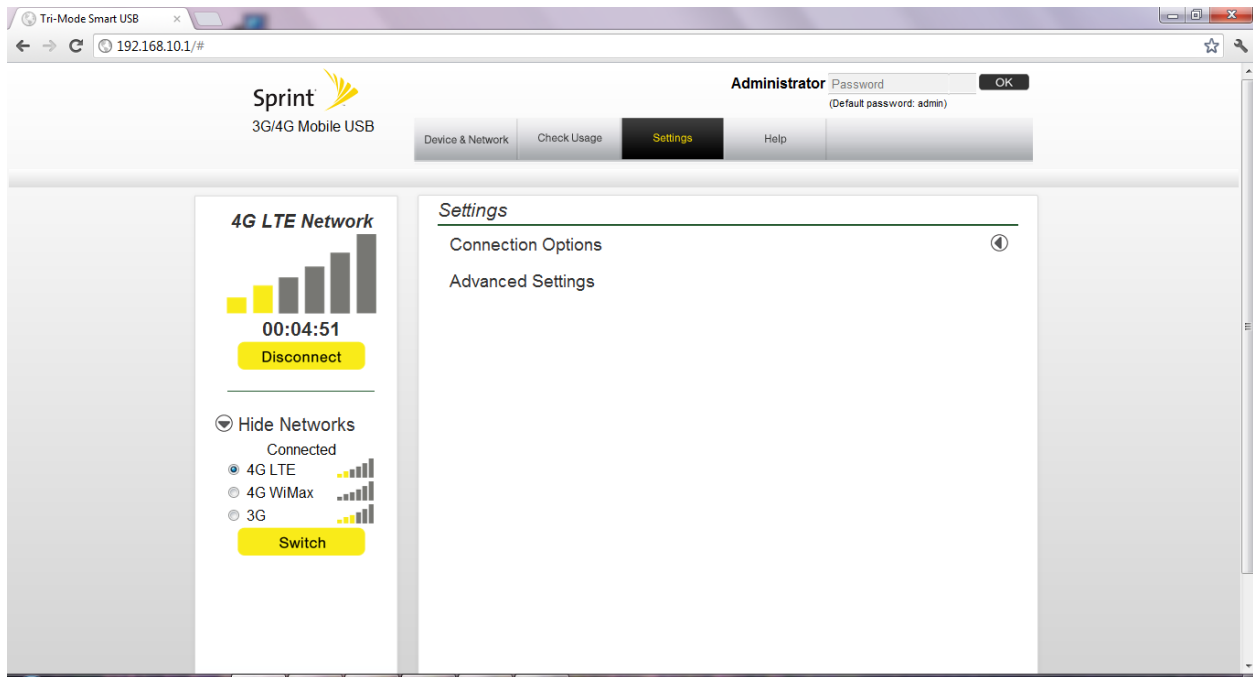 Tri-Mode Smart USB
192.168.10.1/#
Sprint
3G/4G Mobile USB
Administrator Password OK
(Default password: admin)
Device & Network Check Usage Settings Help
4G LTE Network
00:04:51
Disconnect
Hide Networks
Connected
4G LTE
4G WiMax
3G
Switch
Settings
Connection Options
Advanced Settings